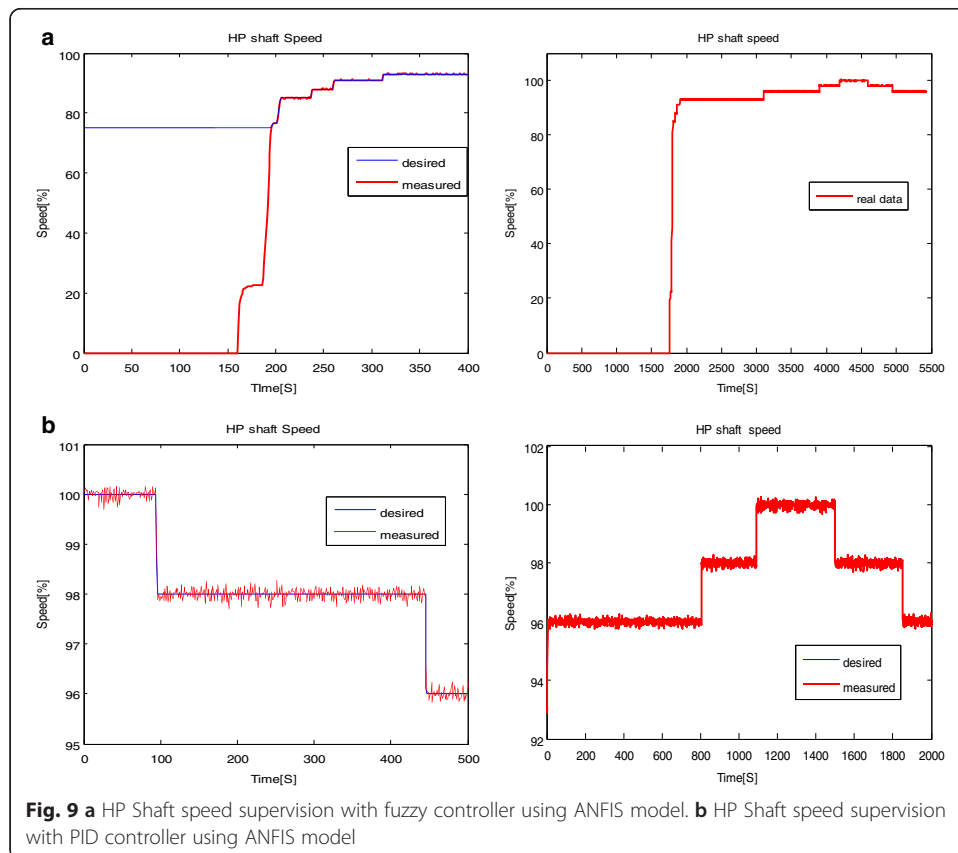 a
HP shaft Speed
100
80
60
40
20
0
Speed[%]
desired
measured
0 50 100 150 200 250 300 350 400
TIme[S]
HP shaft speed
100
80
60
40
20
0
Speed[%]
real data
0 500 1000 1500 2000 2500 3000 3500 4000 4500 5000 5500
Time[S]
b
HP shaft Speed
101
100
99
98
97
96
95
Speed[%]
desired
measured
0 100 200 300 400 500
Time[S]
HP shaft speed
102
100
98
96
94
92
Speed[%]
desired
measured
0 200 400 600 800 1000 1200 1400 1600 1800 2000
Time[S]
Fig. 9 a HP Shaft speed supervision with fuzzy controller using ANFIS model. b HP Shaft speed supervision
with PID controller using ANFIS model